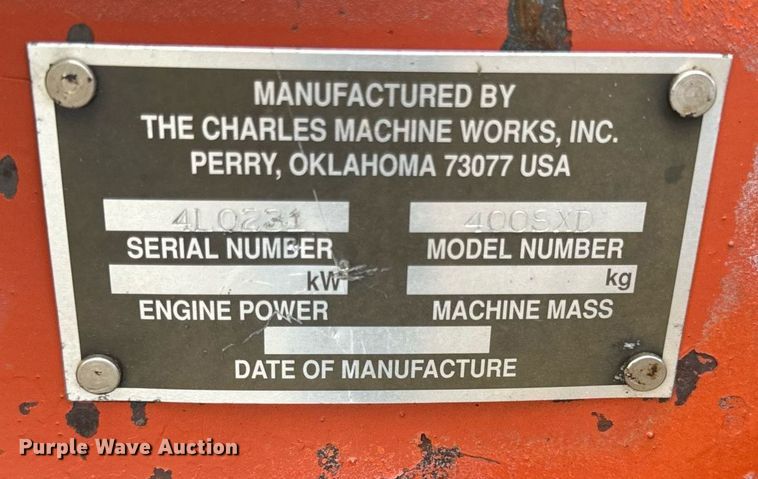 MANUFACTURED BY
THE CHARLES MACHINE WORKS, INC.
PERRY, OKLAHOMA 73077 USA
4L0231 400SXD
SERIAL NUMBER MODEL NUMBER
kW kg
ENGINE POWER MACHINE MASS
DATE OF MANUFACTURE
Purple Wave Auction